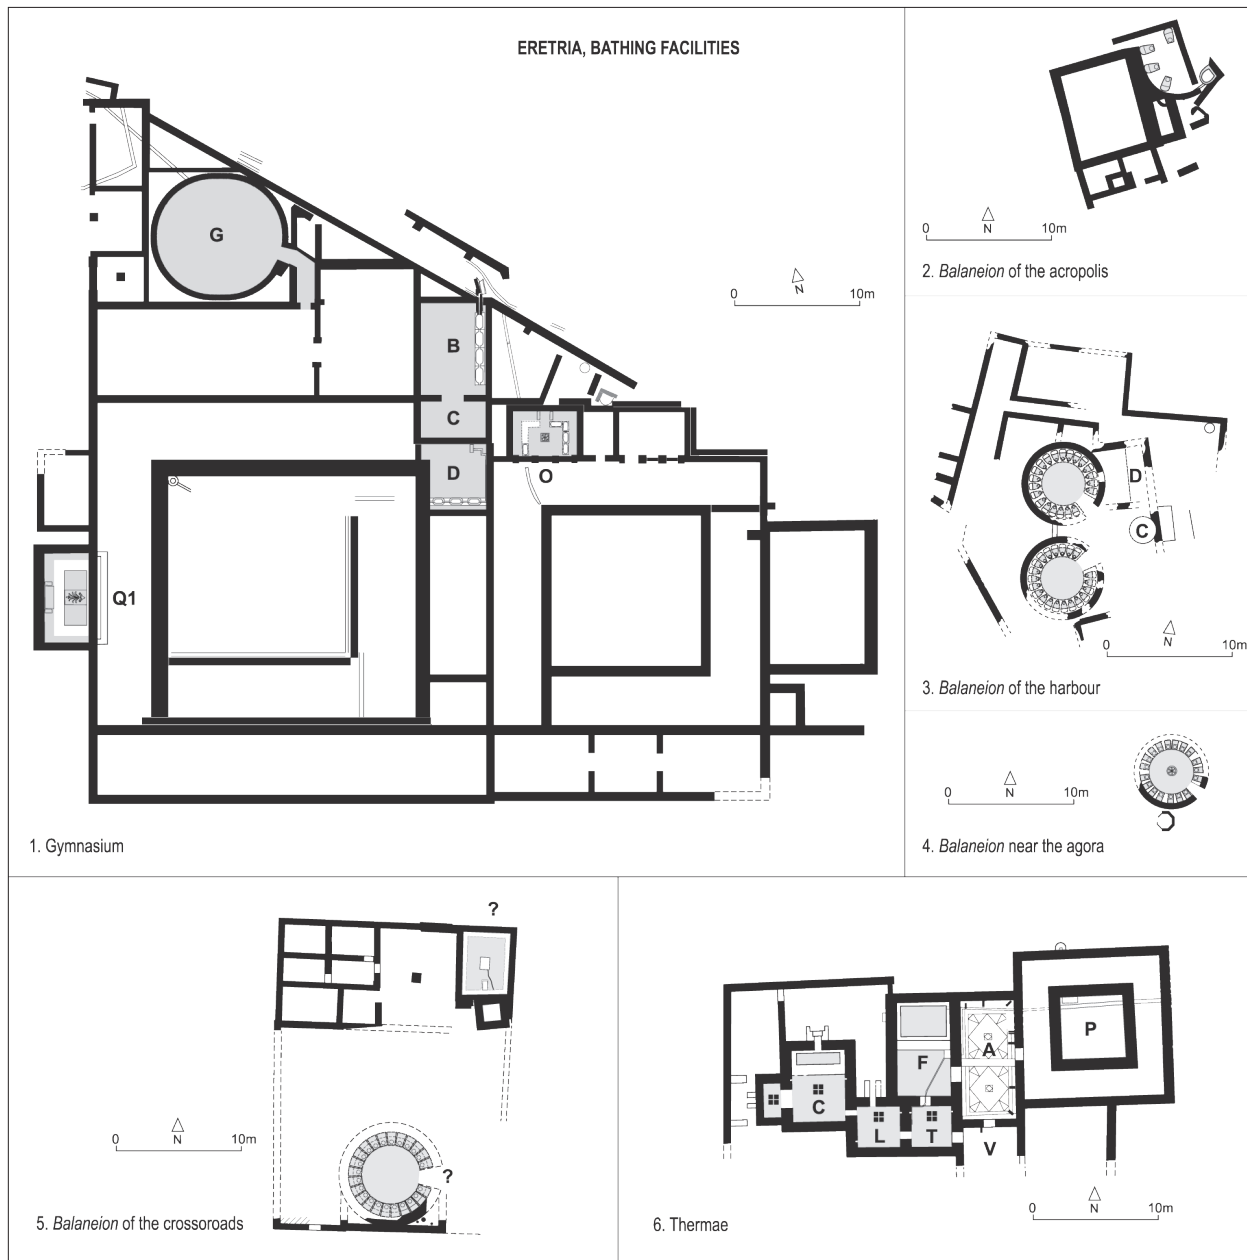 ERETRIA, BATHING FACILITIES
G
B
C
D
O
Q1
0 N 10m
1. Gymnasium
0 N 10m
2. Balaneion of the acropolis
D
C
0 N 10m
3. Balaneion of the harbour
0 N 10m
4. Balaneion near the agora
?
?
0 N 10m
5. Balaneion of the crossoroads
P
A
F
C
L
T
V
0 N 10m
6. Thermae